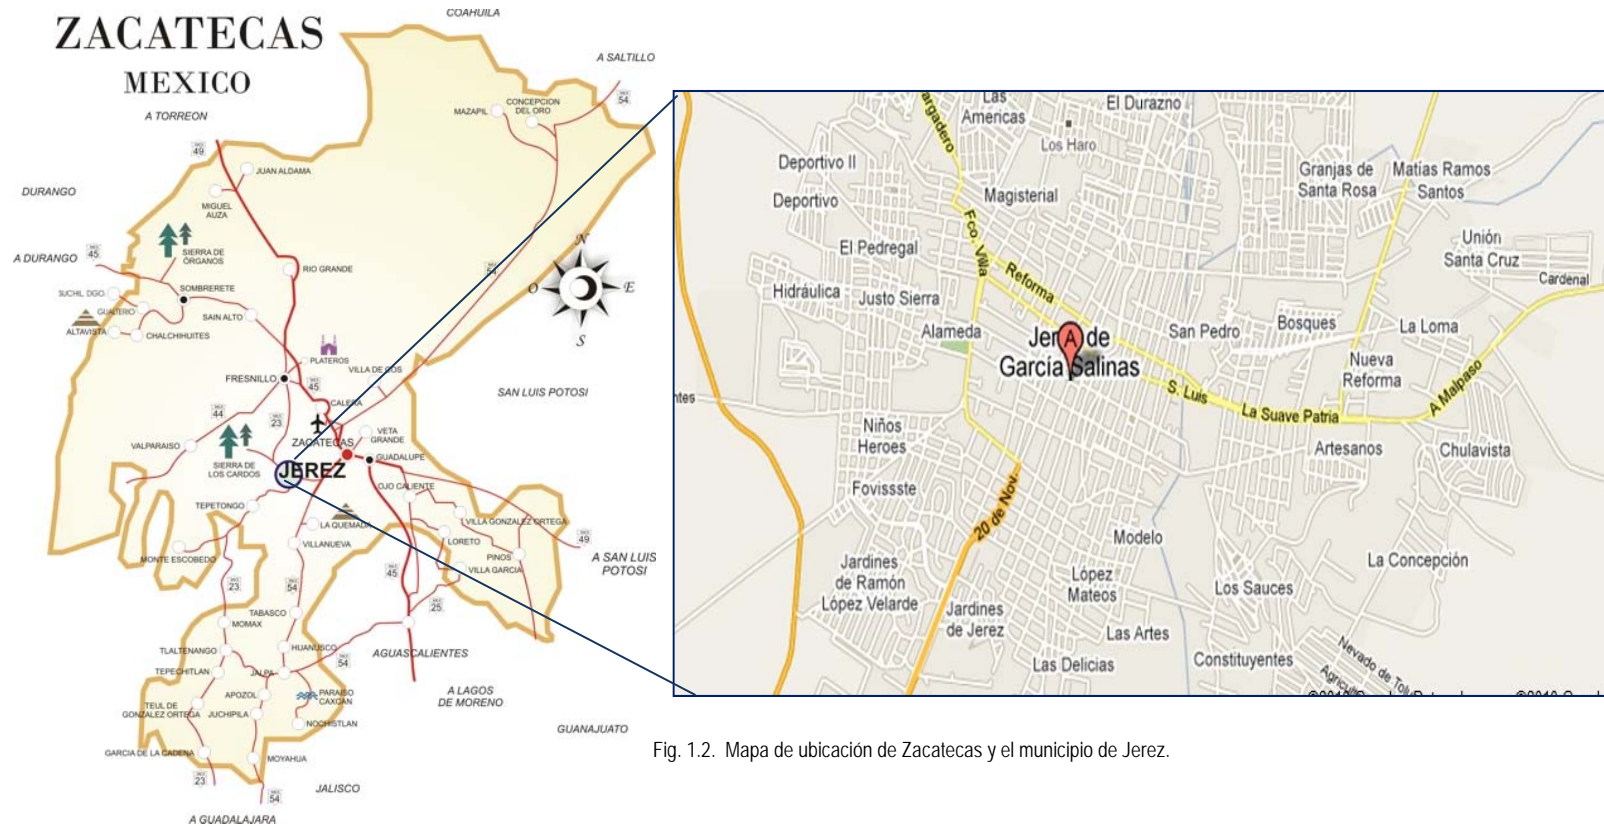 ZACATECAS
MEXICO
COAHUILA
A SALTILLO
54
A TORREON
49
MAZAPIL
CONCEPCION
DEL ORO
JUAN ALDAMA
DURANGO
MIGUEL
AUZA
SIERRA DE
ÓRGANOS
A DURANGO
45
N
O
E
S
RIO GRANDE
54
SUCHIL DGO.
SOMBRERETE
GUALTERIO
SAIN ALTO
ALTAVISTA
CHALCHIHUITES
PLATEROS
VILLA DE COS
FRESNILLO
45
SAN LUIS POTOSI
CALERA
44
23
VALPARAISO
ZACATECAS
VETA
GRANDE
GUADALUPE
SIERRA DE
LOS CARDOS
JEREZ
OJO CALIENTE
TEPETONGO
LA QUEMADA
VILLA GONZALEZ ORTEGA
VILLANUEVA
LORETO
49
MONTE ESCOBEDO
PINOS
A SAN LUIS
POTOSI
VILLA GARCIA
45
23
54
25
TABASCO
MOMAX
TLALTENANGO
HUANUSCO
AGUASCALIENTES
54
TEPECHITLAN
JALPA
APOZOL
PARAISO
CAXCAN
A LAGOS
DE MORENO
TEUL DE
GONZALEZ ORTEGA
JUCHIPILA
NOCHISTLAN
GUANAJUATO
GARCIA DE LA CADENA
MOYAHUA
23
54
JALISCO
A GUADALAJARA
argadero
Las
Americas
El Durazno
Los Haro
Deportivo II
Granjas de
Santa Rosa
Matías Ramos
Santos
Deportivo
Magisterial
Fco. Villa
El Pedregal
Unión
Santa Cruz
Reforma
Cardenal
Hidráulica
Justo Sierra
Alameda
San Pedro
Bosques
La Loma
A
Jerez de
García Salinas
Nueva
Reforma
S. Luis
La Suave Patria
A Malpaso
ntes
Niños
Heroes
Artesanos
Chulavista
Fovissste
20 de Nov.
Modelo
Jardines
de Ramón
López Velarde
López
Mateos
La Concepción
Los Sauces
Jardines
de Jerez
Las Artes
Las Delicias
Constituyentes
Nevado de Tolu
Fig. 1.2. Mapa de ubicación de Zacatecas y el municipio de Jerez.